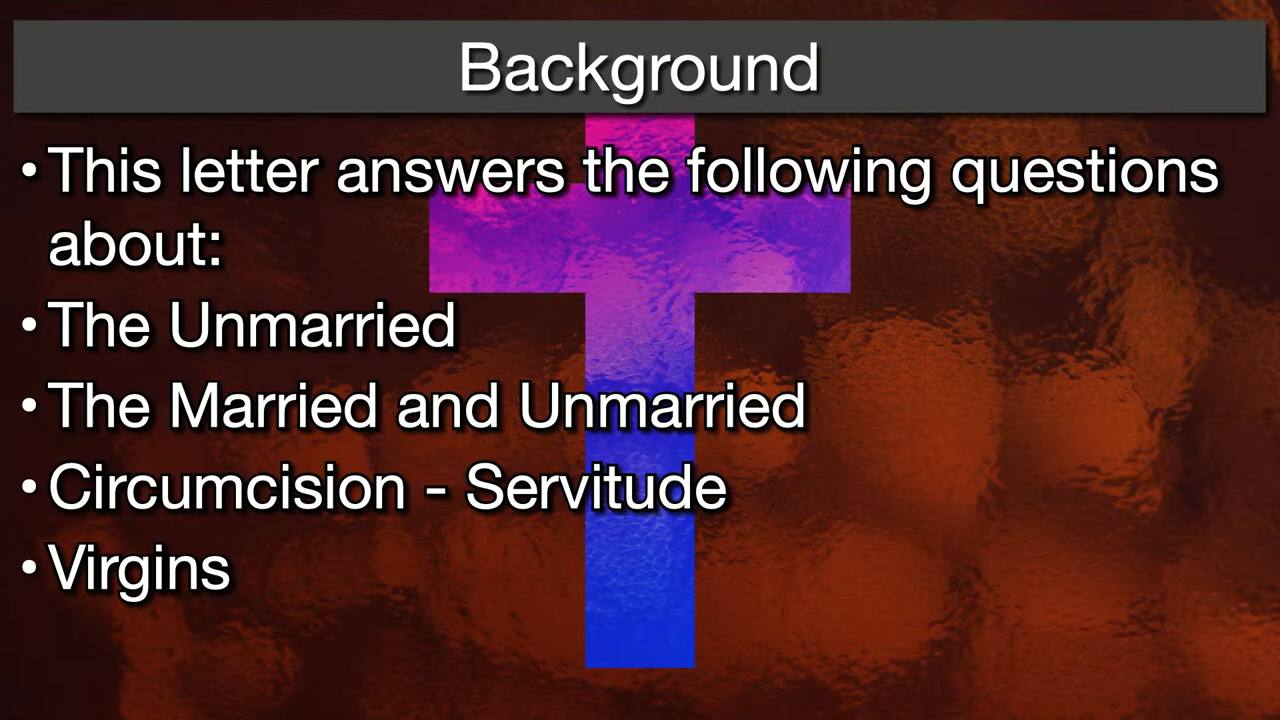 Background
• This letter answers the following questions
about:
• The Unmarried
• The Married and Unmarried
• Circumcision - Servitude
• Virgins